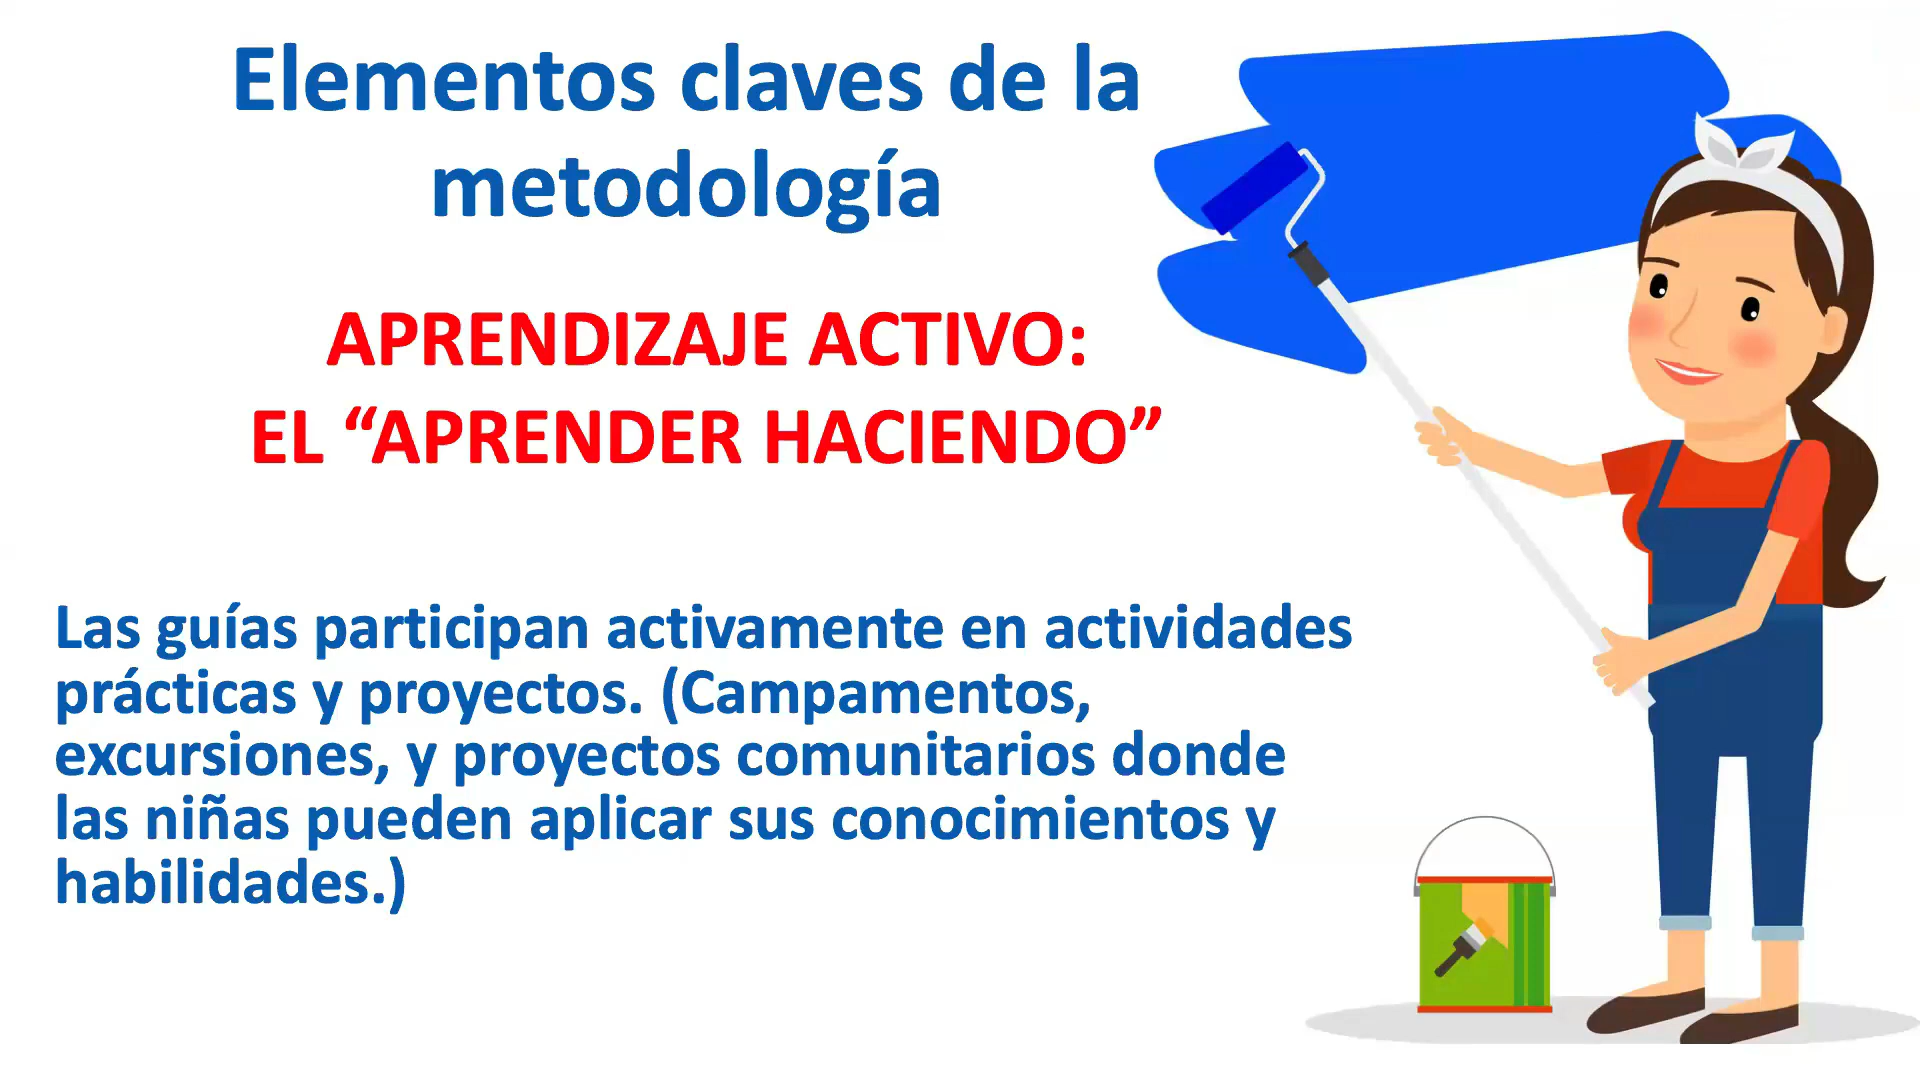 Elementos claves de la
metodología
APRENDIZAJE ACTIVO:
EL “APRENDER HACIENDO”
Las guías participan activamente en actividades
prácticas y proyectos. (Campamentos,
excursiones, y proyectos comunitarios donde
las niñas pueden aplicar sus conocimientos y
habilidades.)